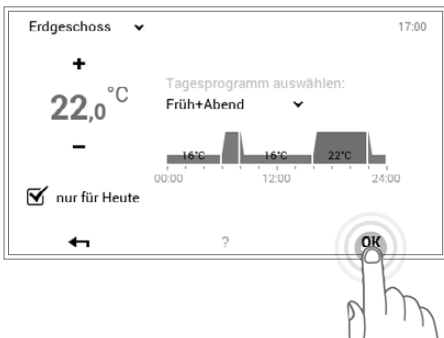 Erdgeschoss
17:00
+
22,0 °C
−
Tagesprogramm auswählen:
Früh+Abend
16°C 16°C 22°C
00:00 12:00 24:00
nur für Heute
? OK